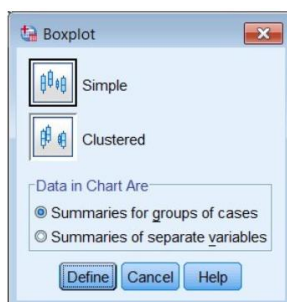 Boxplot
Simple
Clustered
Data in Chart Are
Summaries for groups of cases
Summaries of separate variables
Define Cancel Help